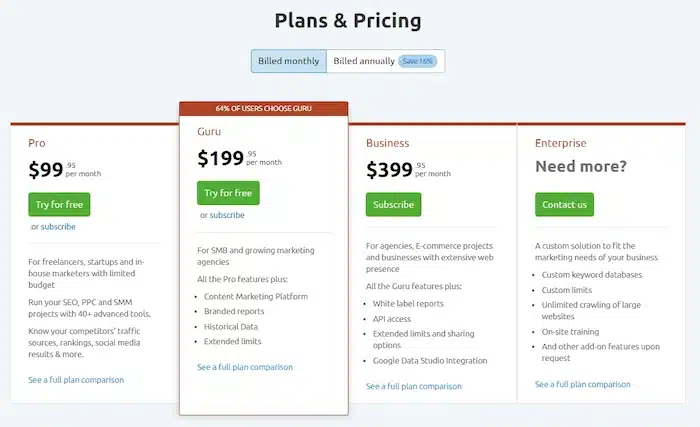 Plans & Pricing
Billed monthly
Billed annually
Save 16%
Pro
$99 .95
per month
Try for free
or subscribe
For freelancers, startups and in-
house marketers with limited
budget
Run your SEO, PPC and SMM
projects with 40+ advanced tools.
Know your competitors' traffic
sources, rankings, social media
results & more.
See a full plan comparison
64% OF USERS CHOOSE GURU
Guru
$199 .95
per month
Try for free
or subscribe
For SMB and growing marketing
agencies
All the Pro features plus:
• Content Marketing Platform
• Branded reports
• Historical Data
• Extended limits
See a full plan comparison
Business
$399 .95
per month
Subscribe
For agencies, E-commerce projects
and businesses with extensive web
presence
All the Guru features plus:
• White label reports
• API access
• Extended limits and sharing
options
• Google Data Studio Integration
See a full plan comparison
Enterprise
Need more?
Contact us
A custom solution to fit the
marketing needs of your business
• Custom keyword databases
• Custom limits
• Unlimited crawling of large
websites
• On-site training
• And other add-on features upon
request
See a full plan comparison